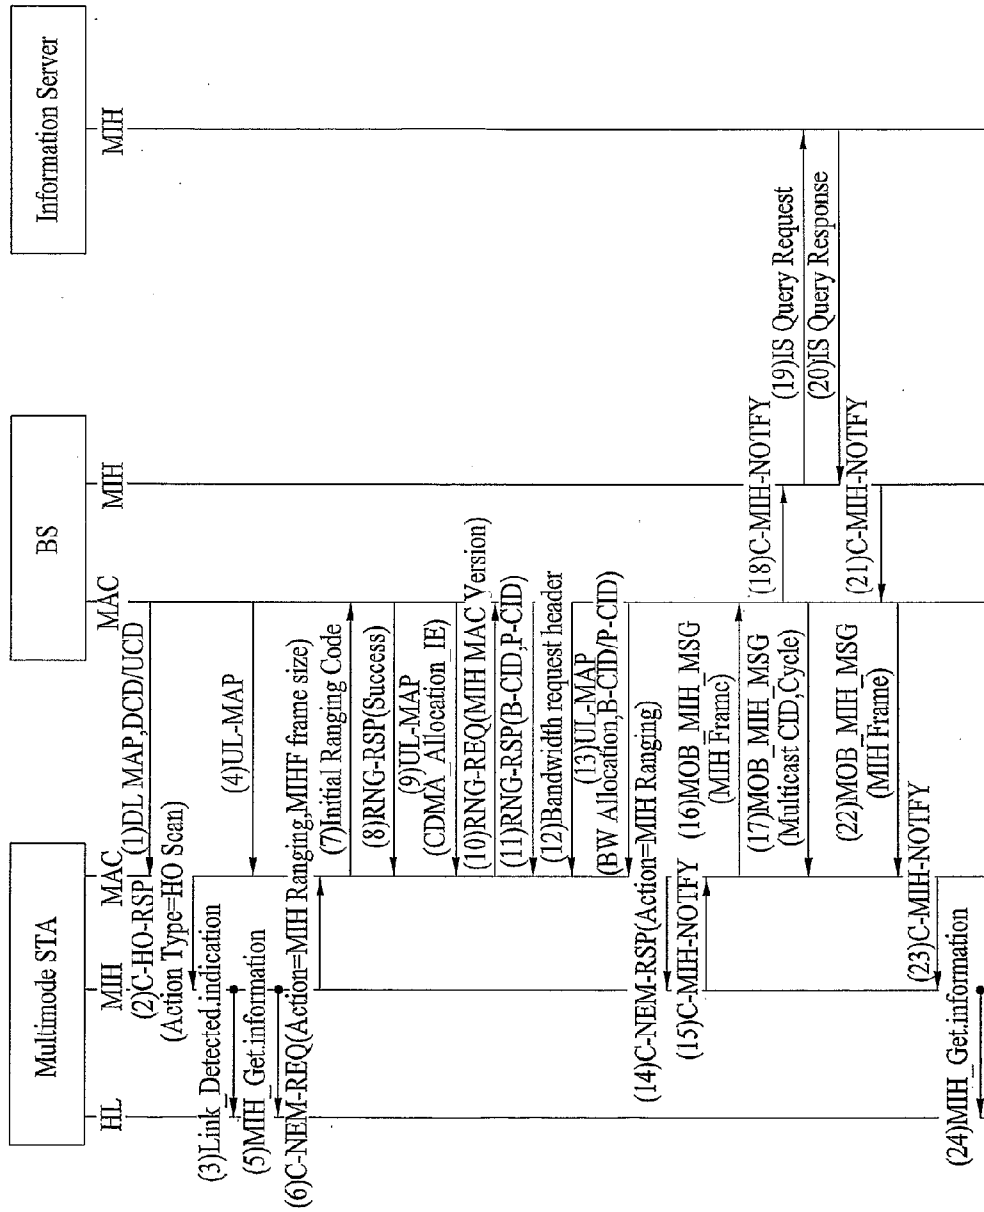 Multimode STA
BS
Information Server
HL
MIH
MAC
MAC
MIH
MIH
(1)DL MAP,DCD/UCD
(2)C-HO-RSP
(Action Type=HO Scan)
(3)Link_Detected.indication
(4)UL-MAP
(5)MIH_Get.information
(6)C-NEM-REQ(Action=MIH Ranging,MIHF frame size)
(7)Initial Ranging Code
(8)RNG-RSP(Success)
(9)UL-MAP
(CDMA_Allocation_IE)
(10)RNG-REQ(MIH MAC Version)
(11)RNG-RSP(B-CID,P-CID)
(12)Bandwidth request header
(13)UL-MAP
(BW Allocation,B-CID/P-CID)
(14)C-NEM-RSP(Action=MIH Ranging)
(15)C-MIH-NOTFY
(16)MOB_MIH_MSG
(MIH Frame)
(17)MOB_MIH_MSG
(Multicast CID,Cycle)
(18)C-MIH-NOTFY
(19)IS Query Request
(20)IS Query Response
(21)C-MIH-NOTFY
(22)MOB_MIH_MSG
(MIH Frame)
(23)C-MIH-NOTFY
(24)MIH_Get.information